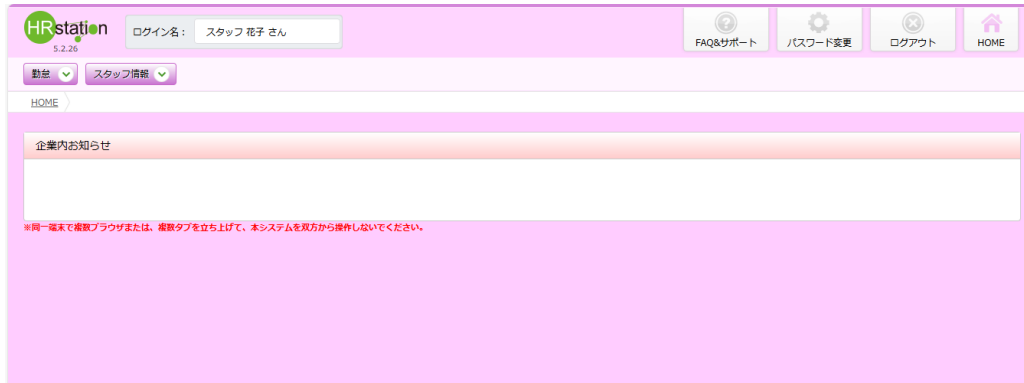 HRstation
5.2.26
ログイン名： スタッフ 花子 さん
FAQ&サポート パスワード変更 ログアウト HOME
勤怠 スタッフ情報
HOME
企業内お知らせ
※同一端末で複数ブラウザまたは、複数タブを立ち上げて、本システムを双方から操作しないでください。